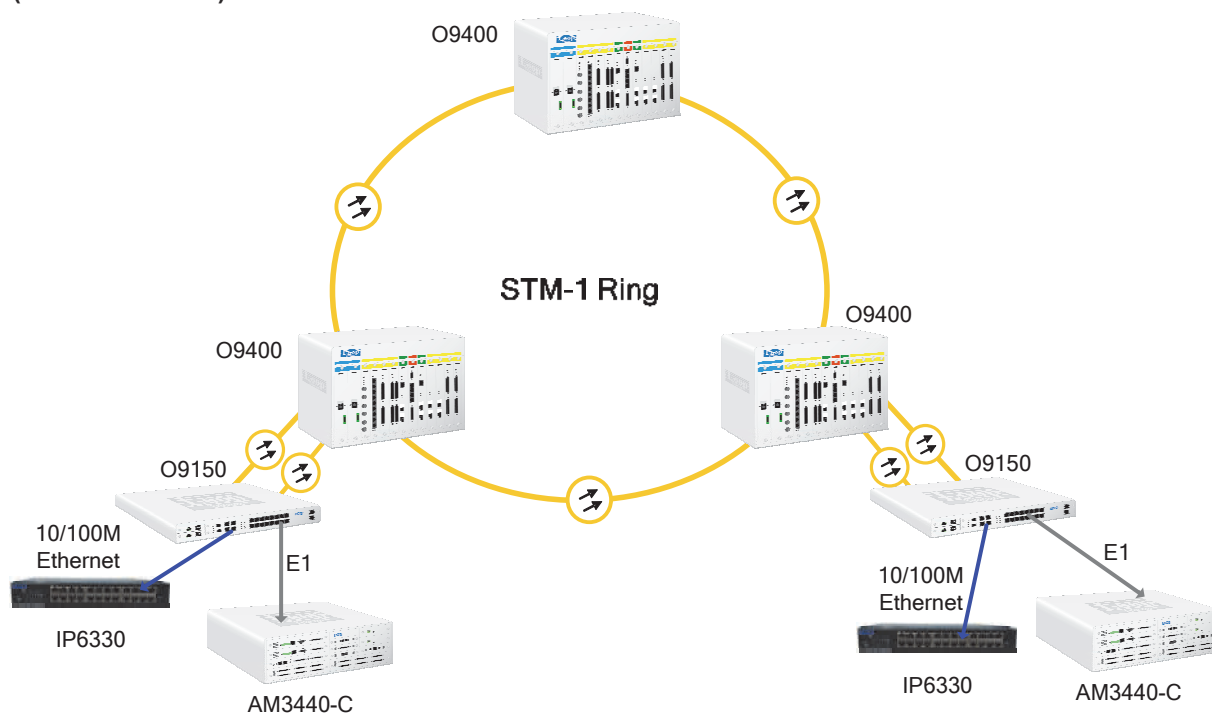 O9400
STM-1 Ring
O9400
O9400
O9150
O9150
10/100M
Ethernet
E1
E1
10/100M
Ethernet
IP6330
AM3440-C
IP6330
AM3440-C